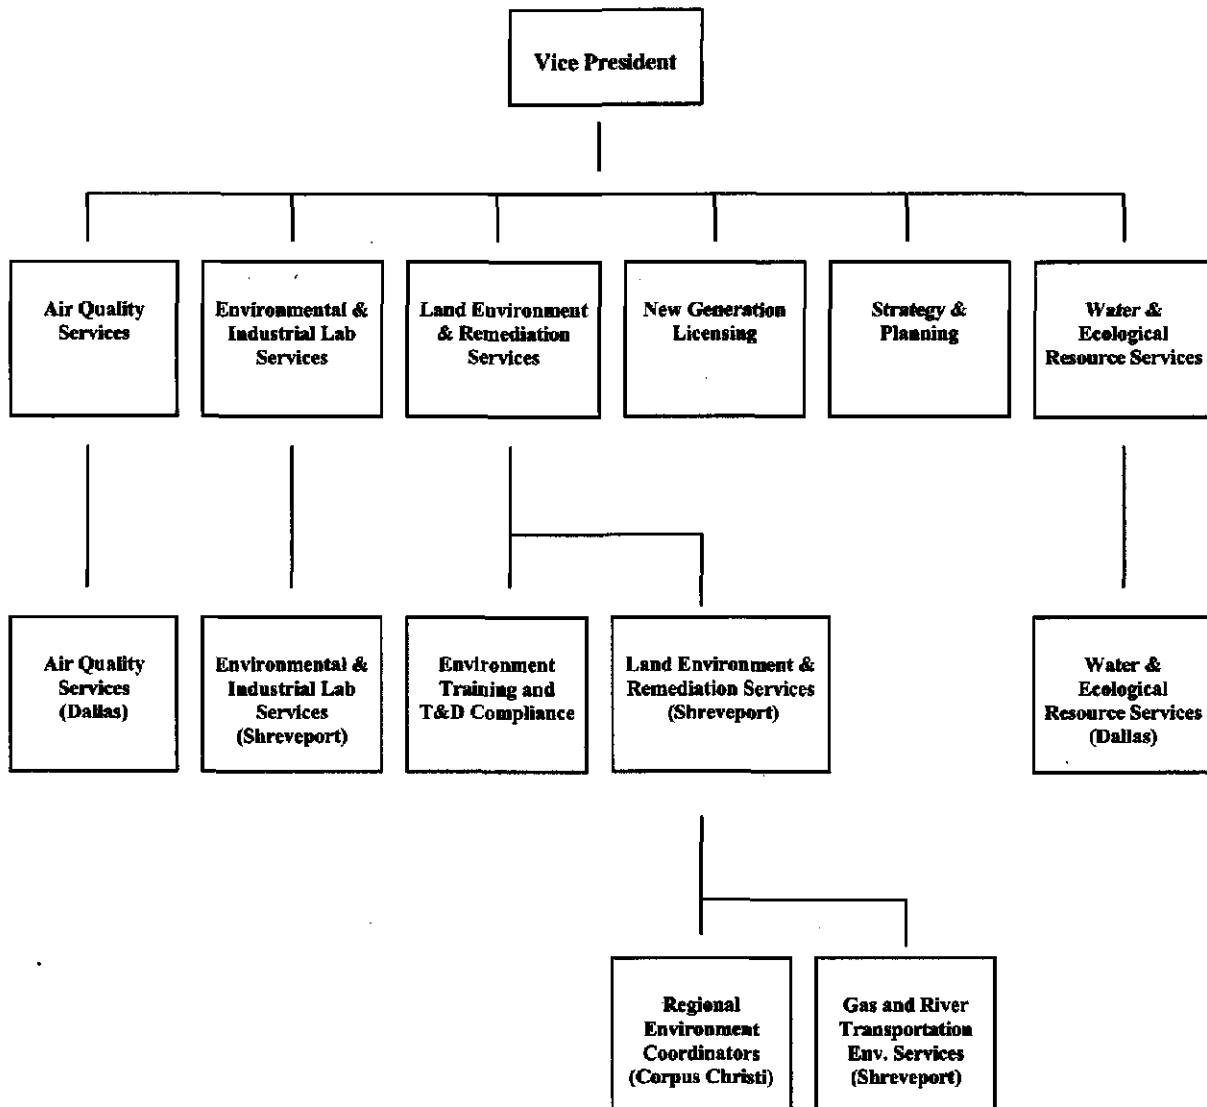 Vice President
Air Quality
Services
Environmental &
Industrial Lab
Services
Land Environment
& Remediation
Services
New Generation
Licensing
Strategy &
Planning
Water &
Ecological
Resource Services
Air Quality
Services
(Dallas)
Environmental &
Industrial Lab
Services
(Shreveport)
Environment
Training and
T&D Compliance
Land Environment &
Remediation Services
(Shreveport)
Water &
Ecological
Resource Services
(Dallas)
Regional
Environment
Coordinators
(Corpus Christi)
Gas and River
Transportation
Env. Services
(Shreveport)